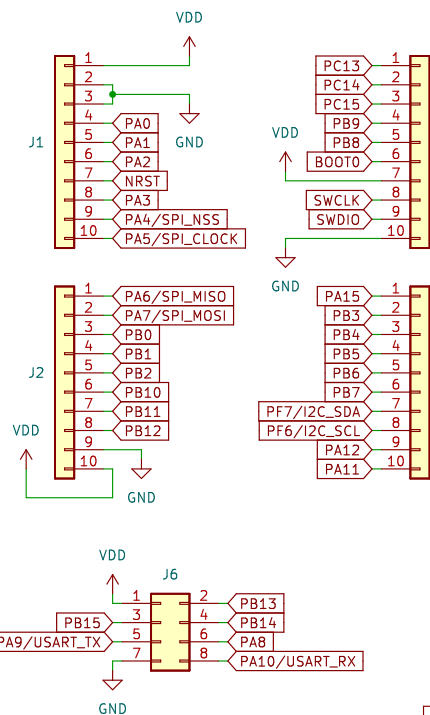 VDD
1
2
3
4 PA0
J1
5 PA1
GND
6 PA2
7 NRST
8 PA3
9 PA4/SPI_NSS
10 PA5/SPI_CLOCK
PC13 1
PC14 2
PC15 3
PB9 4
VDD
PB8 5
BOOT0 6
7
SWCLK 8
SWDIO 9
10
GND
1 PA6/SPI_MISO
2 PA7/SPI_MOSI
3 PB0
4 PB1
J2
5 PB2
6 PB10
7 PB11
VDD
8 PB12
9
10
GND
PA15 1
PB3 2
PB4 3
PB5 4
PB6 5
PB7 6
PF7/I2C_SDA 7
PF6/I2C_SCL 8
PA12 9
PA11 10
VDD
J6
1 2 PB13
PB15 3 4 PB14
PA9/USART_TX 5 6 PA8
7 8 PA10/USART_RX
GND